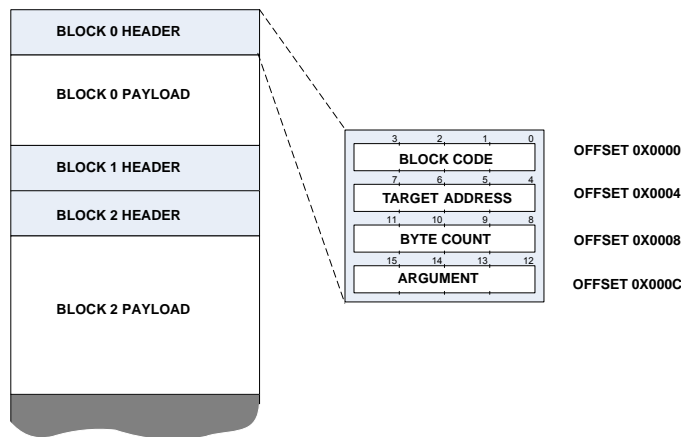 BLOCK 0 HEADER
BLOCK 0 PAYLOAD
BLOCK 1 HEADER
BLOCK 2 HEADER
BLOCK 2 PAYLOAD
3 2 1 0
BLOCK CODE
OFFSET 0X0000
7 6 5 4
TARGET ADDRESS
OFFSET 0X0004
11 10 9 8
BYTE COUNT
OFFSET 0X0008
15 14 13 12
ARGUMENT
OFFSET 0X000C